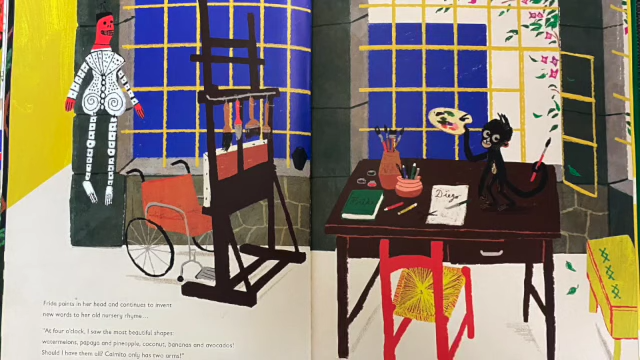 Diego
Frida paints in her head and continues to invent
new words to her old nursery rhyme...
"At four o'clock, I saw the most beautiful shapes:
watermelons, papaya and pineapple, coconut, bananas and avocados!
Should I have them all? Caimito only has two arms!"